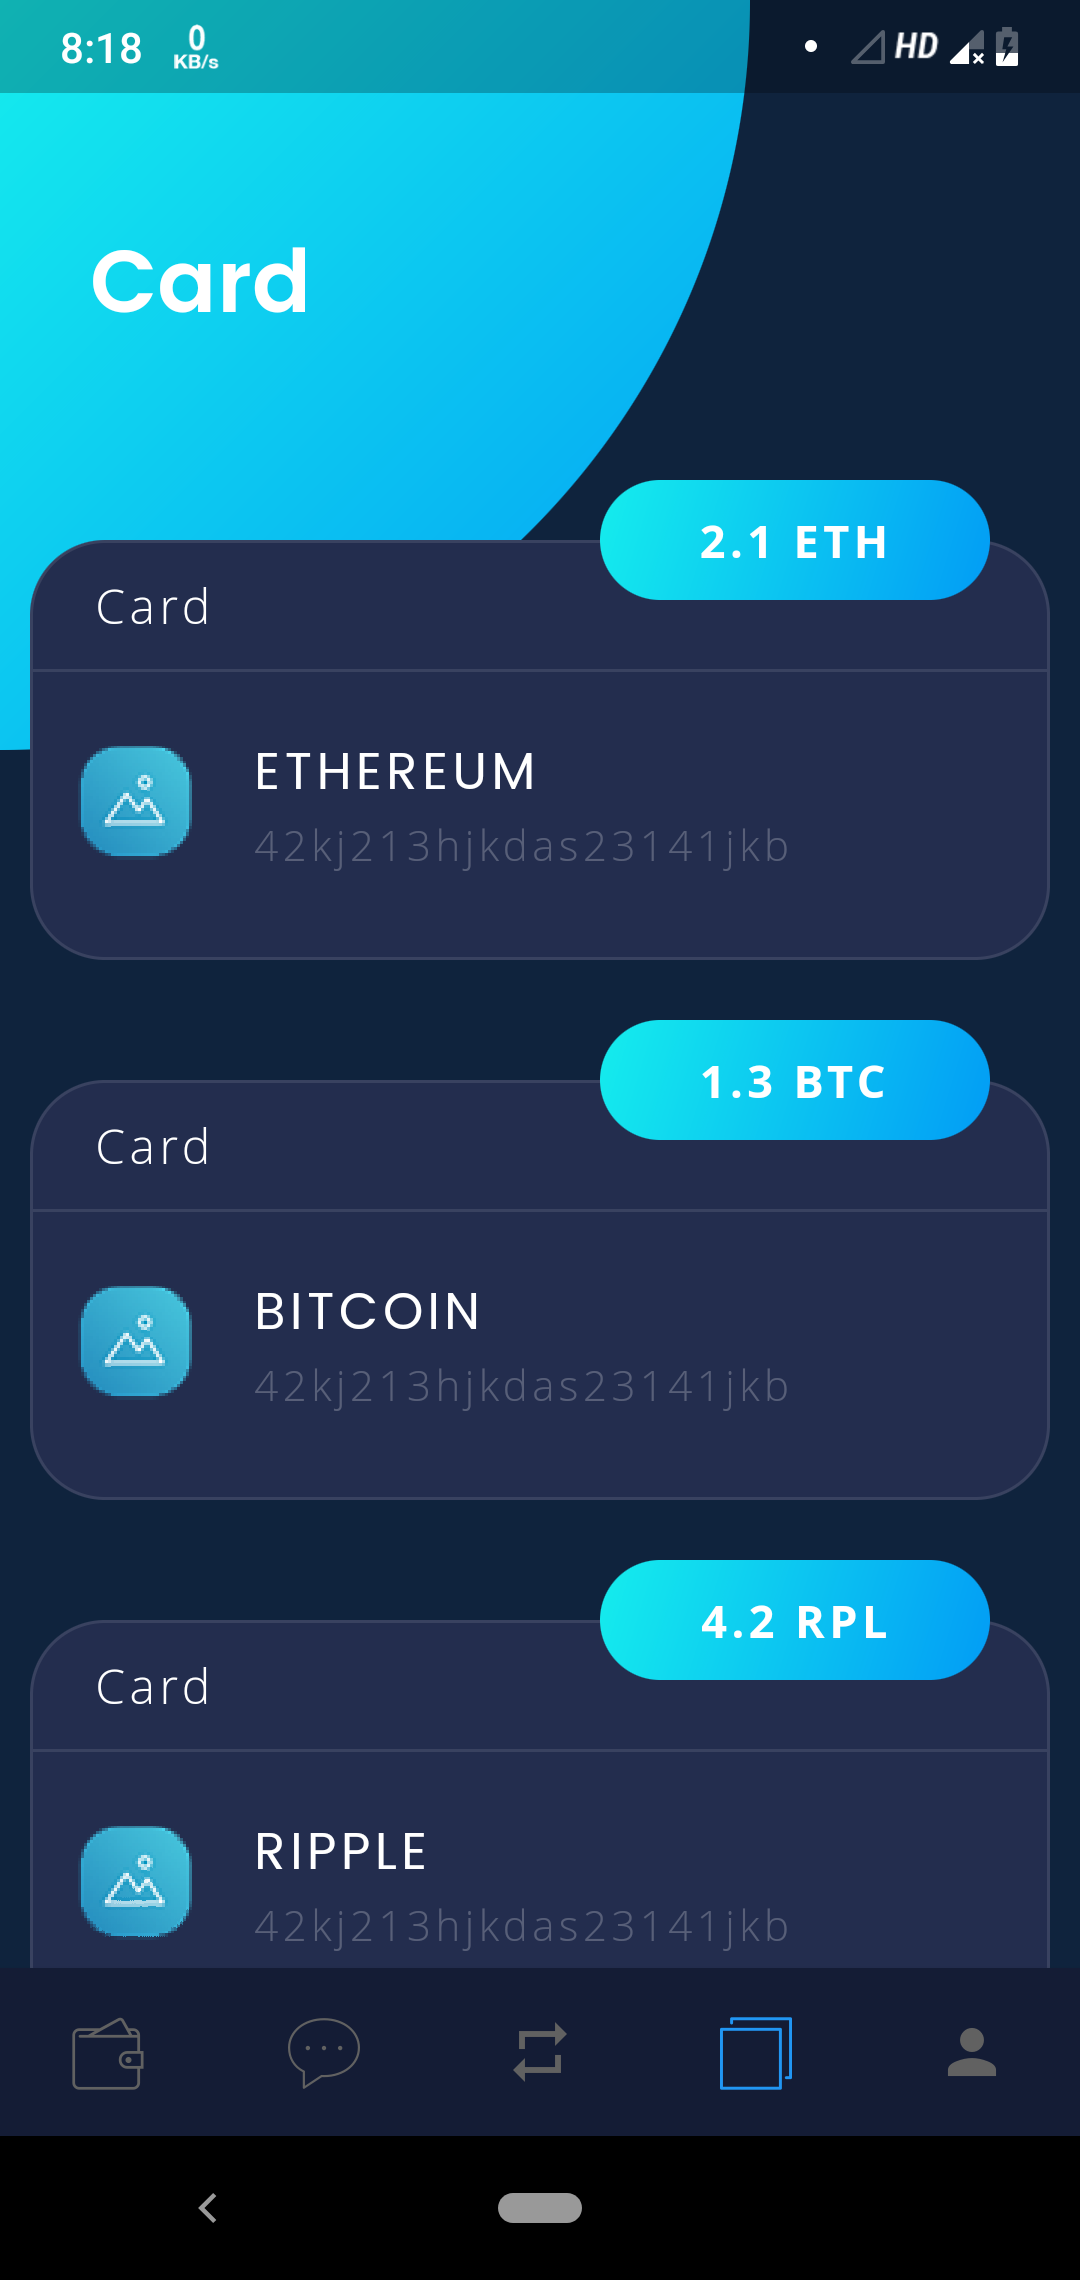 8:18
0
KB/s
HD
Card
2.1 ETH
Card
ETHEREUM
42kj213hjkdas23141jkb
1.3 BTC
Card
BITCOIN
42kj213hjkdas23141jkb
4.2 RPL
Card
RIPPLE
42kj213hjkdas23141jkb